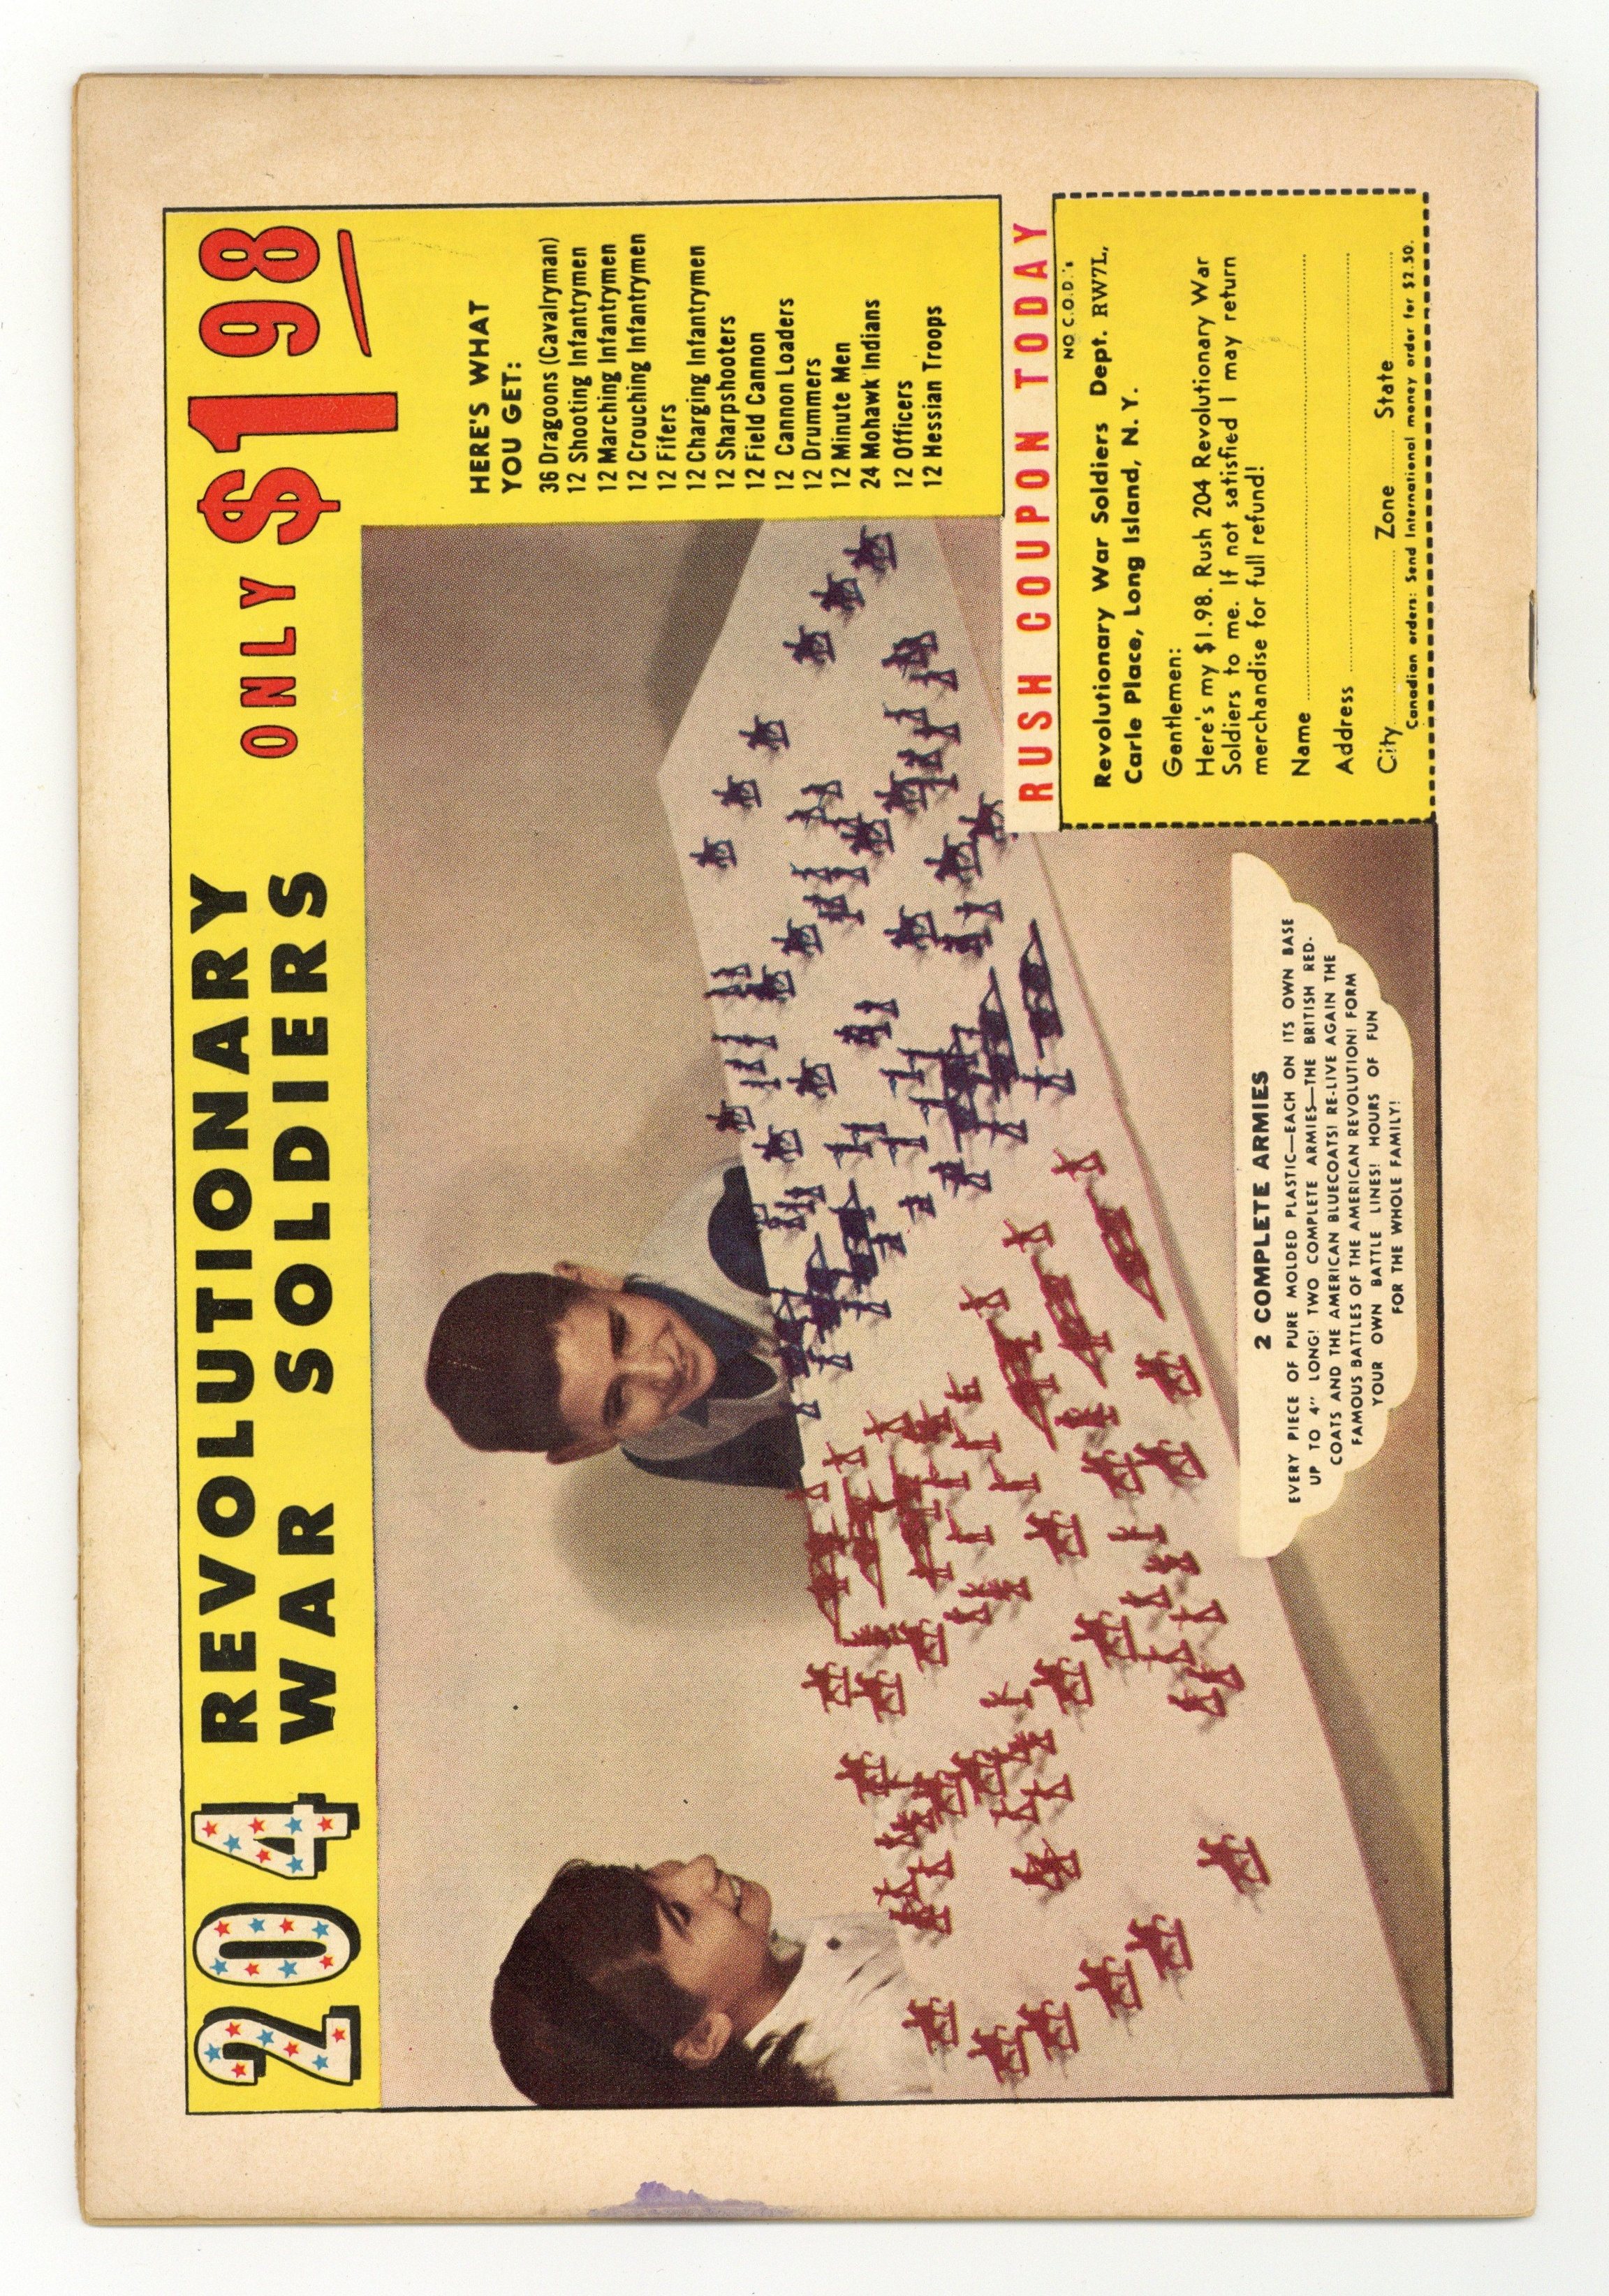 204 REVOLUTIONARY
WAR SOLDIERS
ONLY $1 98
HERE'S WHAT
YOU GET:
36 Dragoons (Cavalryman)
12 Shooting Infantrymen
12 Marching Infantrymen
12 Crouching Infantrymen
12 Fifers
12 Charging Infantrymen
12 Sharpshooters
12 Field Cannon
12 Cannon Loaders
12 Drummers
12 Minute Men
24 Mohawk Indians
12 Officers
12 Hessian Troops
2 COMPLETE ARMIES
EVERY PIECE OF PURE MOLDED PLASTIC—EACH ON ITS OWN BASE
UP TO 4" LONG! TWO COMPLETE ARMIES—THE BRITISH RED-
COATS AND THE AMERICAN BLUECOATS! RE-LIVE AGAIN THE
FAMOUS BATTLES OF THE AMERICAN REVOLUTION! FORM
YOUR OWN BATTLE LINES! HOURS OF FUN
FOR THE WHOLE FAMILY!
RUSH COUPON TODAY
NO C.O.D.'s
Revolutionary War Soldiers Dept. RW7L,
Carle Place, Long Island, N. Y.
Gentlemen:
Here's my $1.98. Rush 204 Revolutionary War
Soldiers to me. If not satisfied I may return
merchandise for full refund!
Name
Address
City Zone State
Canadian orders: Send International money order for $2.50.